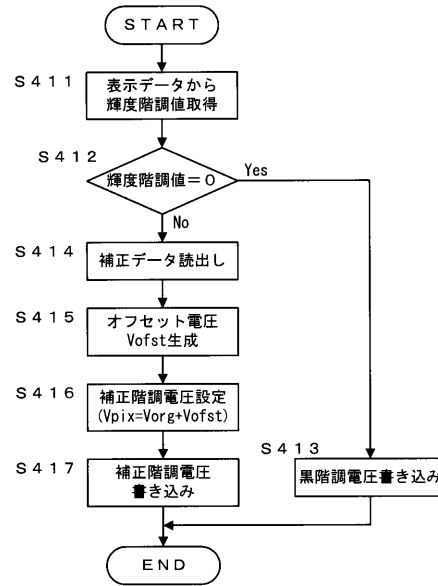 START
S411
表示データから
輝度階調値取得
S412
輝度階調値=0
Yes
No
S414
補正データ読出し
S415
オフセット電圧
Vofst生成
S416
補正階調電圧設定
(Vpix=Vorg+Vofst)
S413
黒階調電圧書き込み
S417
補正階調電圧
書き込み
END